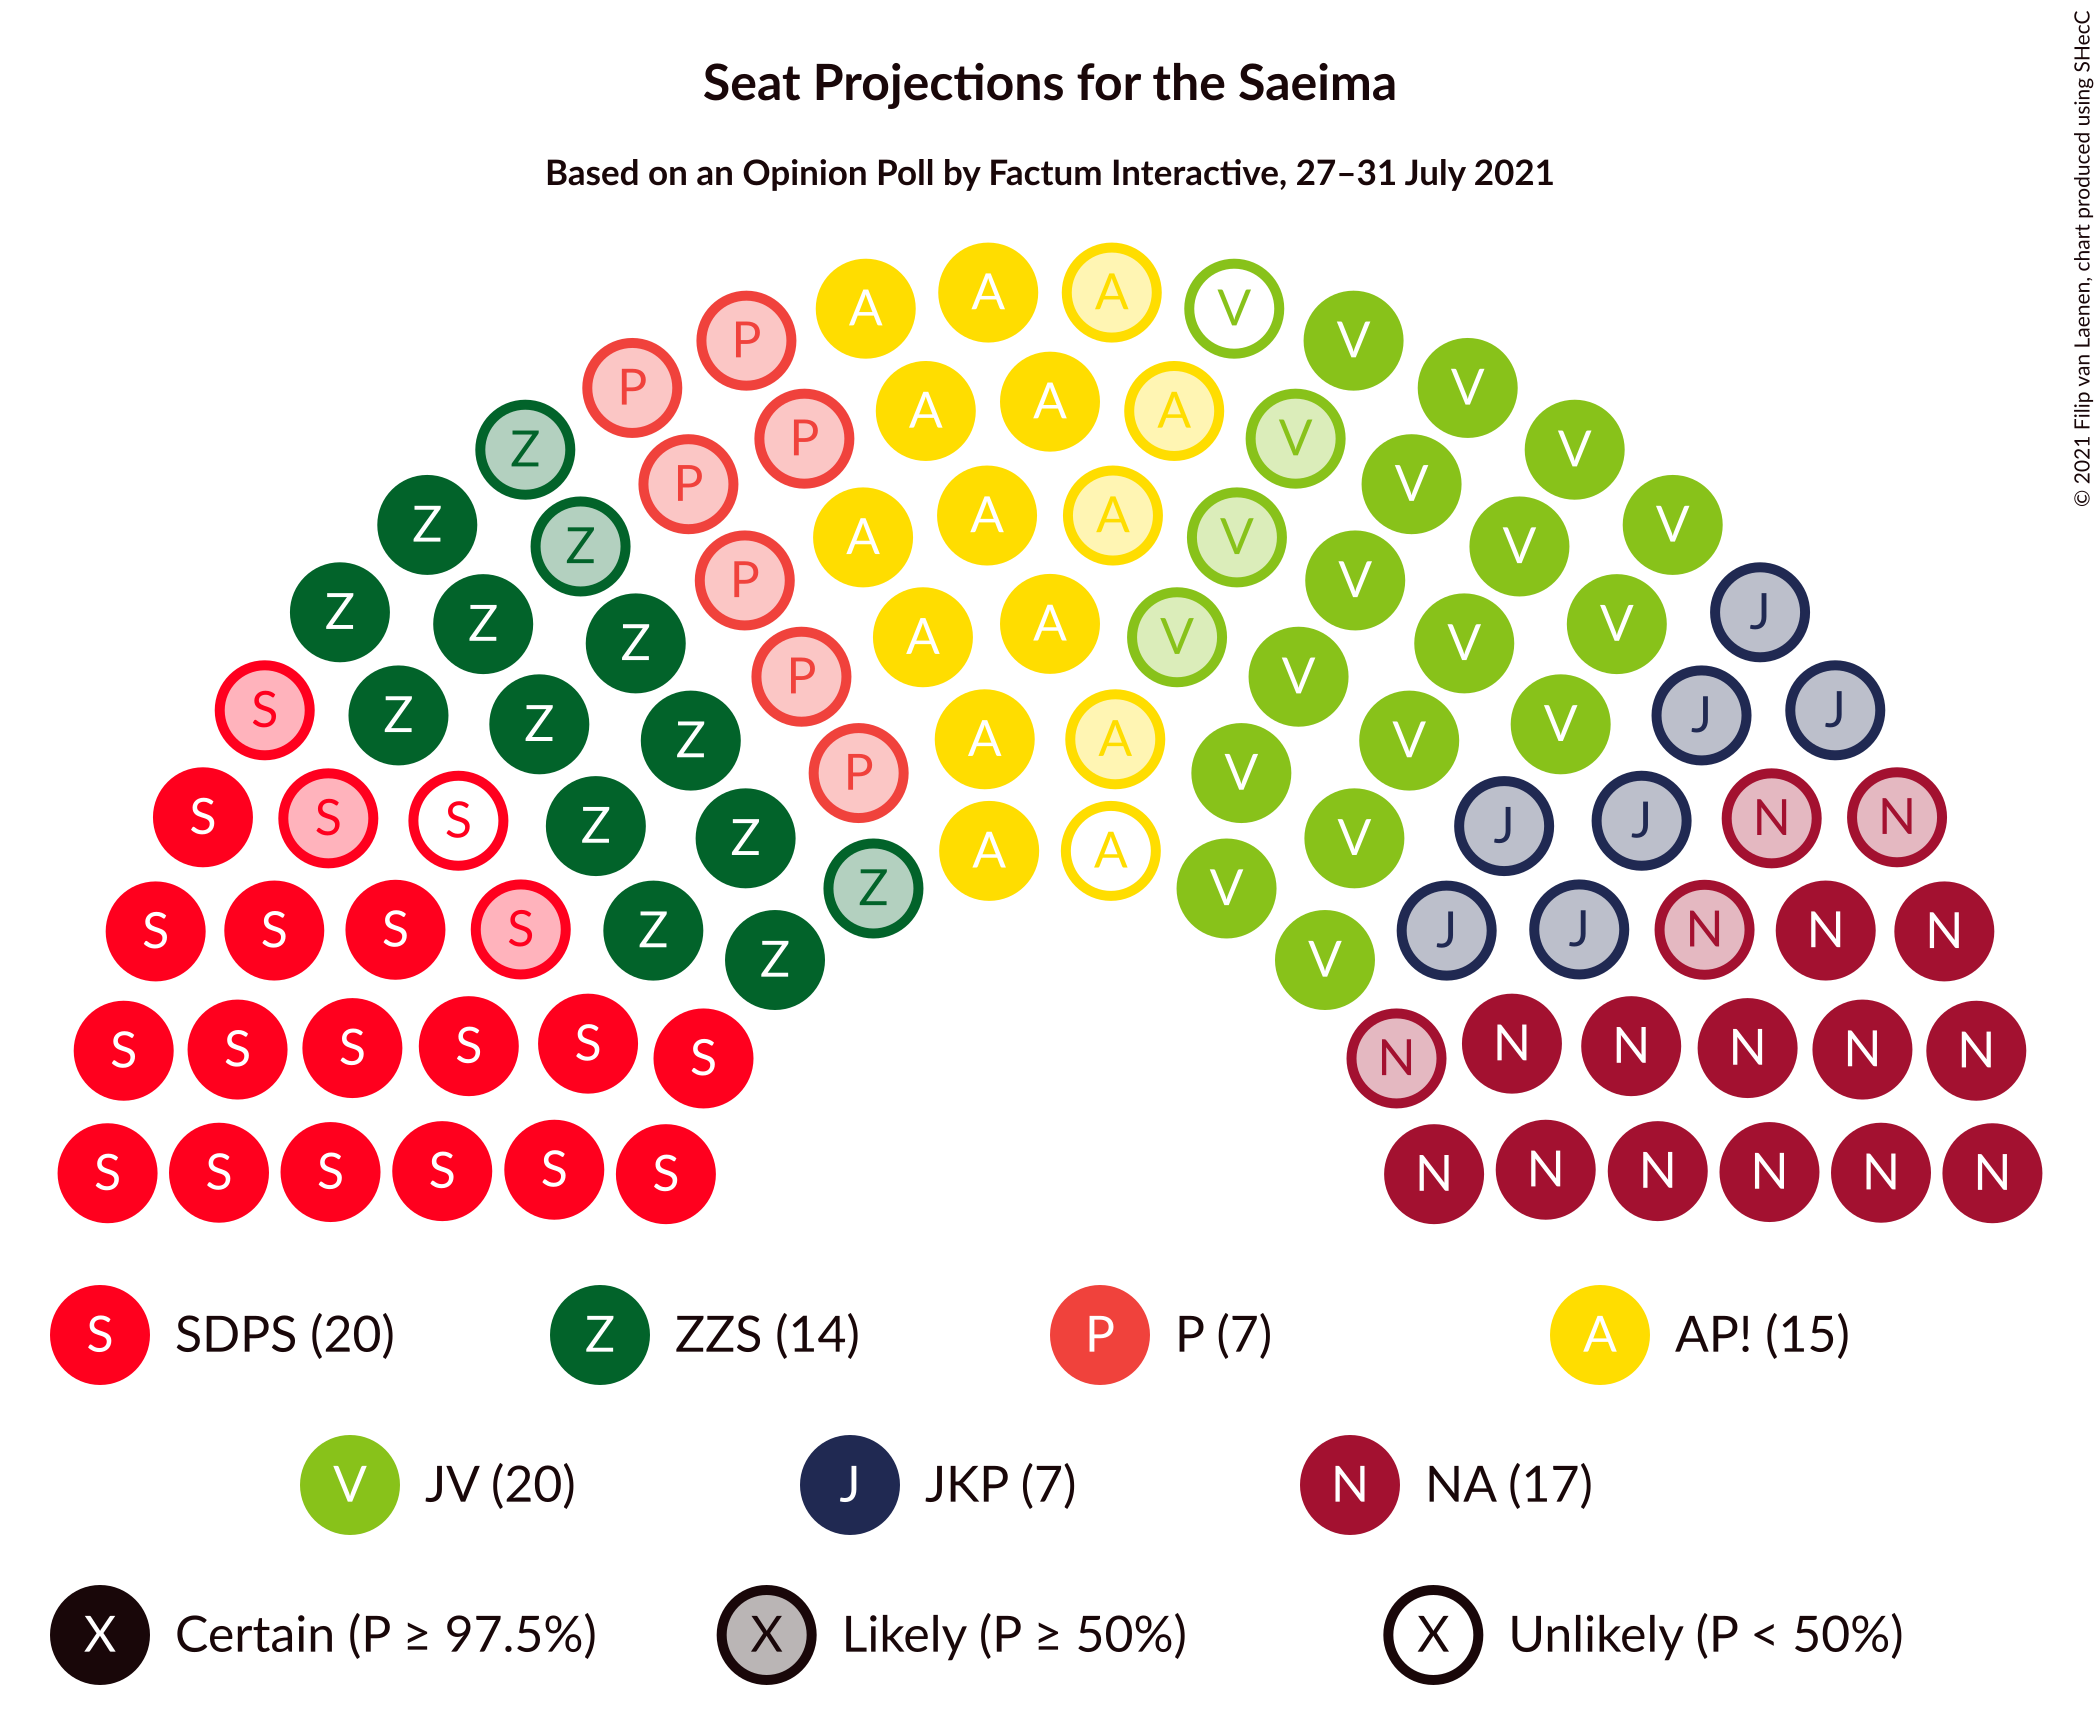 Seat Projections for the Saeima
Based on an Opinion Poll by Factum Interactive, 27–31 July 2021
© 2021 Filip van Laenen, chart produced using SHecC
A A A V
P V
P A A A V
P P V V
Z P A A A V V V
Z Z P A A V V V V
Z Z Z P V V V J
S Z Z Z P A A V V V J J
S S S Z Z Z A A V V J J N N
S S S S Z Z V J J N N N
S S S S S S N N N N N N
S S S S S S N N N N N N
S SDPS (20) Z ZZS (14) P P (7) A AP! (15)
V JV (20) J JKP (7) N NA (17)
X Certain (P ≥ 97.5%) X Likely (P ≥ 50%) X Unlikely (P < 50%)